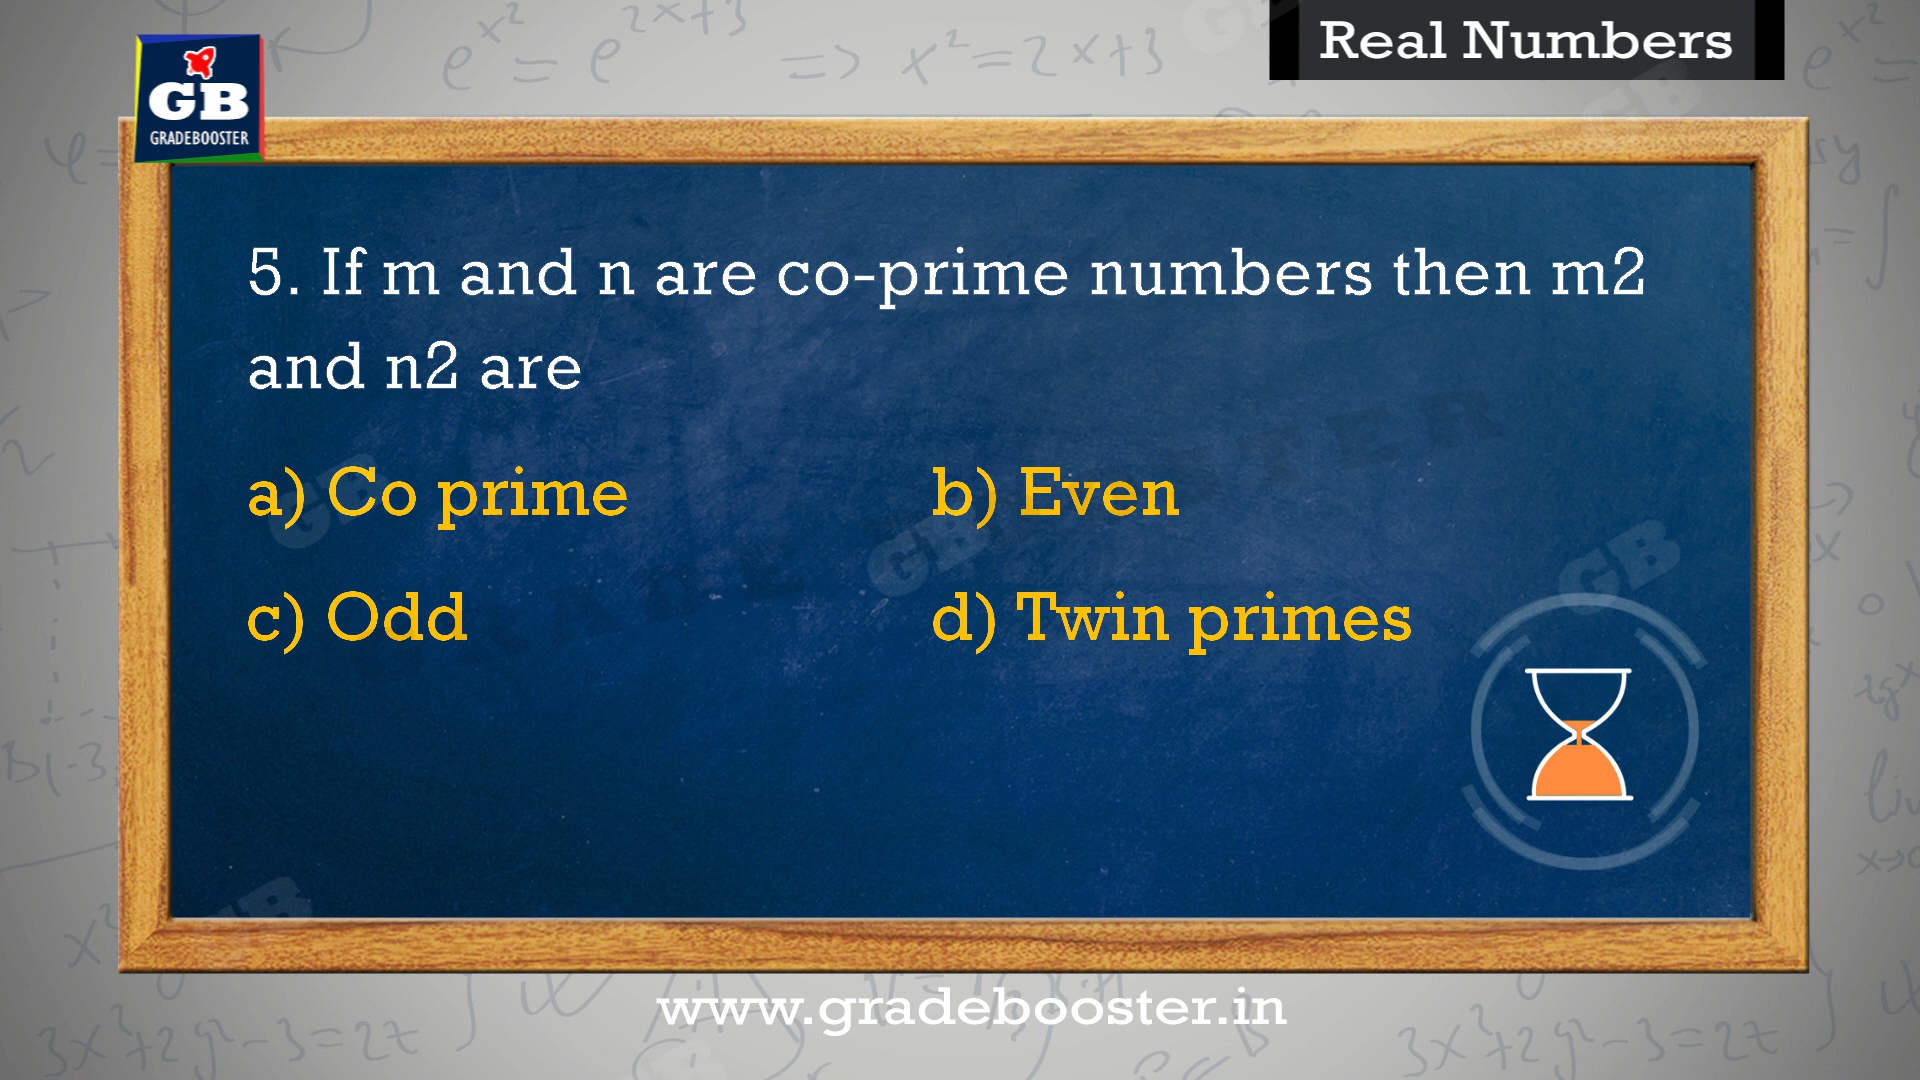 Real Numbers
GB
GRADEBOOSTER
5. If m and n are co-prime numbers then m2
and n2 are
a) Co prime
b) Even
c) Odd
d) Twin primes
www.gradebooster.in